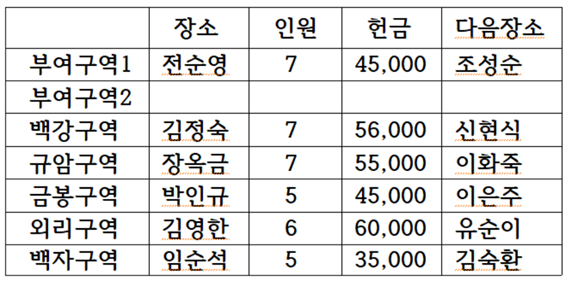 장소 인원 헌금 다음장소
부여구역1 전순영 7 45,000 조성순
부여구역2
백강구역 김정숙 7 56,000 신현식
규암구역 장옥금 7 55,000 이화죽
금봉구역 박인규 5 45,000 이은주
외리구역 김영한 6 60,000 유순이
백자구역 임순석 5 35,000 김숙환